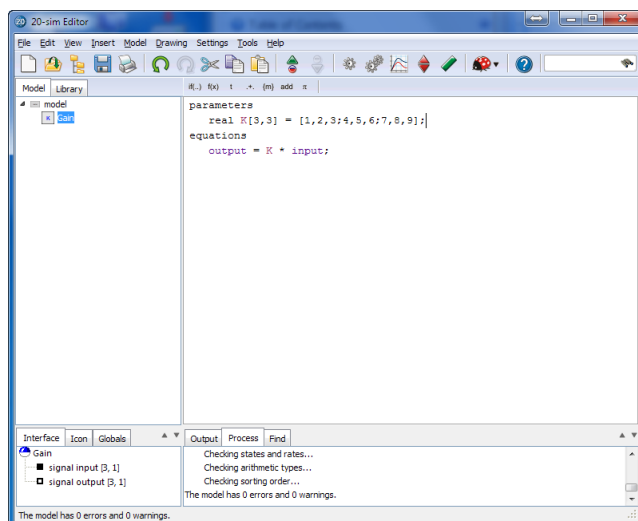 20-sim Editor
Table of Contents
File Edit View Insert Model Drawing Settings Tools Help
Model Library
if(..) f(x) t .+. {m} add π
model
K Gain
parameters
real K[3,3] = [1,2,3;4,5,6;7,8,9];
equations
output = K * input;
Interface Icon Globals
Gain
signal input [3, 1]
signal output [3, 1]
Output Process Find
Checking states and rates...
Checking arithmetic types...
Checking sorting order...
The model has 0 errors and 0 warnings.
The model has 0 errors and 0 warnings.